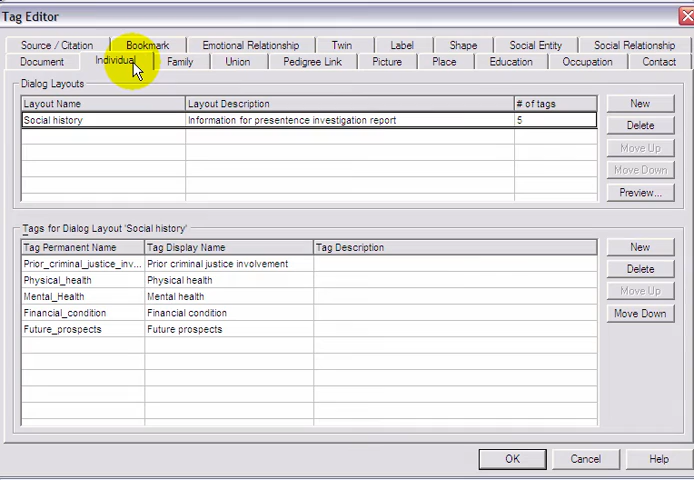 Tag Editor
Source / Citation Bookmark Emotional Relationship Twin Label Shape Social Entity Social Relationship
Document Individual Family Union Pedigree Link Picture Place Education Occupation Contact
Dialog Layouts
Layout Name Layout Description # of tags New
Social history Information for presentence investigation report 5 Delete
Move Up
Move Down
Preview...
Tags for Dialog Layout 'Social history'
Tag Permanent Name Tag Display Name Tag Description New
Prior_criminal_justice_inv... Prior criminal justice involvement Delete
Physical_health Physical health
Mental_Health Mental health Move Up
Financial_condition Financial condition Move Down
Future_prospects Future prospects
OK Cancel Help